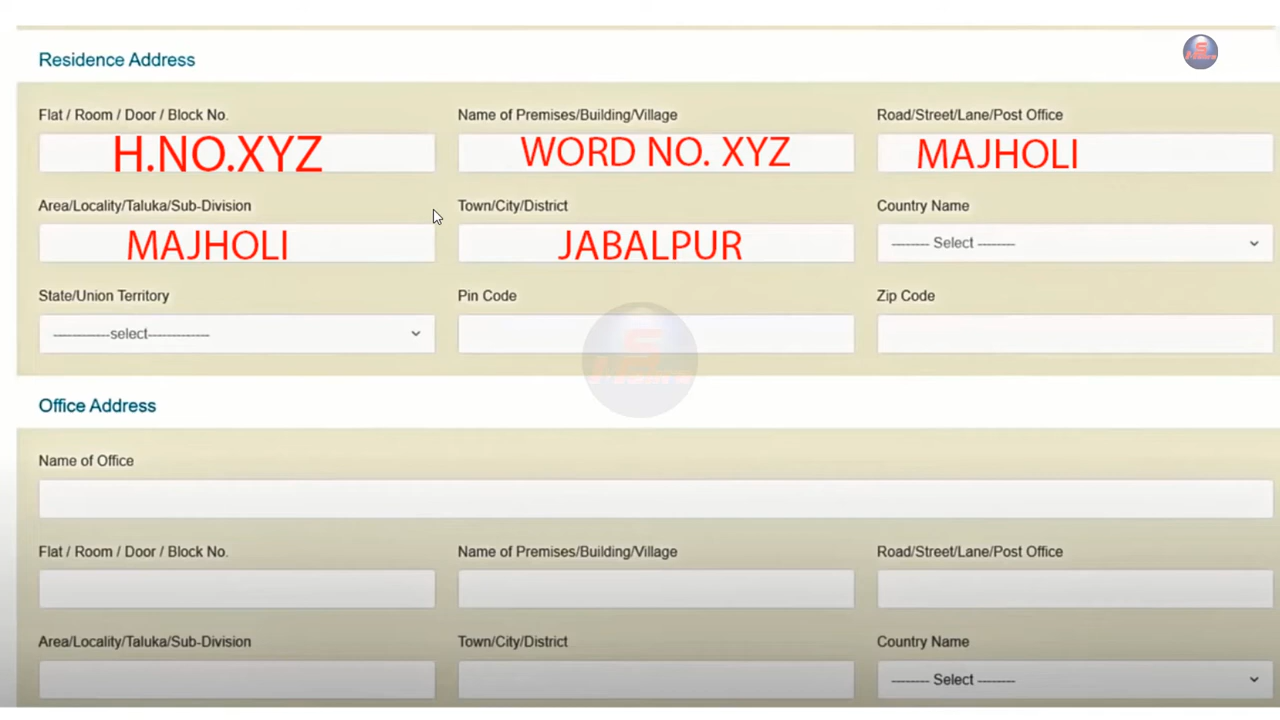 Residence Address
Flat / Room / Door / Block No. Name of Premises/Building/Village Road/Street/Lane/Post Office
H.NO.XYZ WORD NO. XYZ MAJHOLI
Area/Locality/Taluka/Sub-Division Town/City/District Country Name
MAJHOLI JABALPUR -------- Select --------
State/Union Territory Pin Code Zip Code
------------select-------------
Office Address
Name of Office
Flat / Room / Door / Block No. Name of Premises/Building/Village Road/Street/Lane/Post Office
Area/Locality/Taluka/Sub-Division Town/City/District Country Name
-------- Select --------